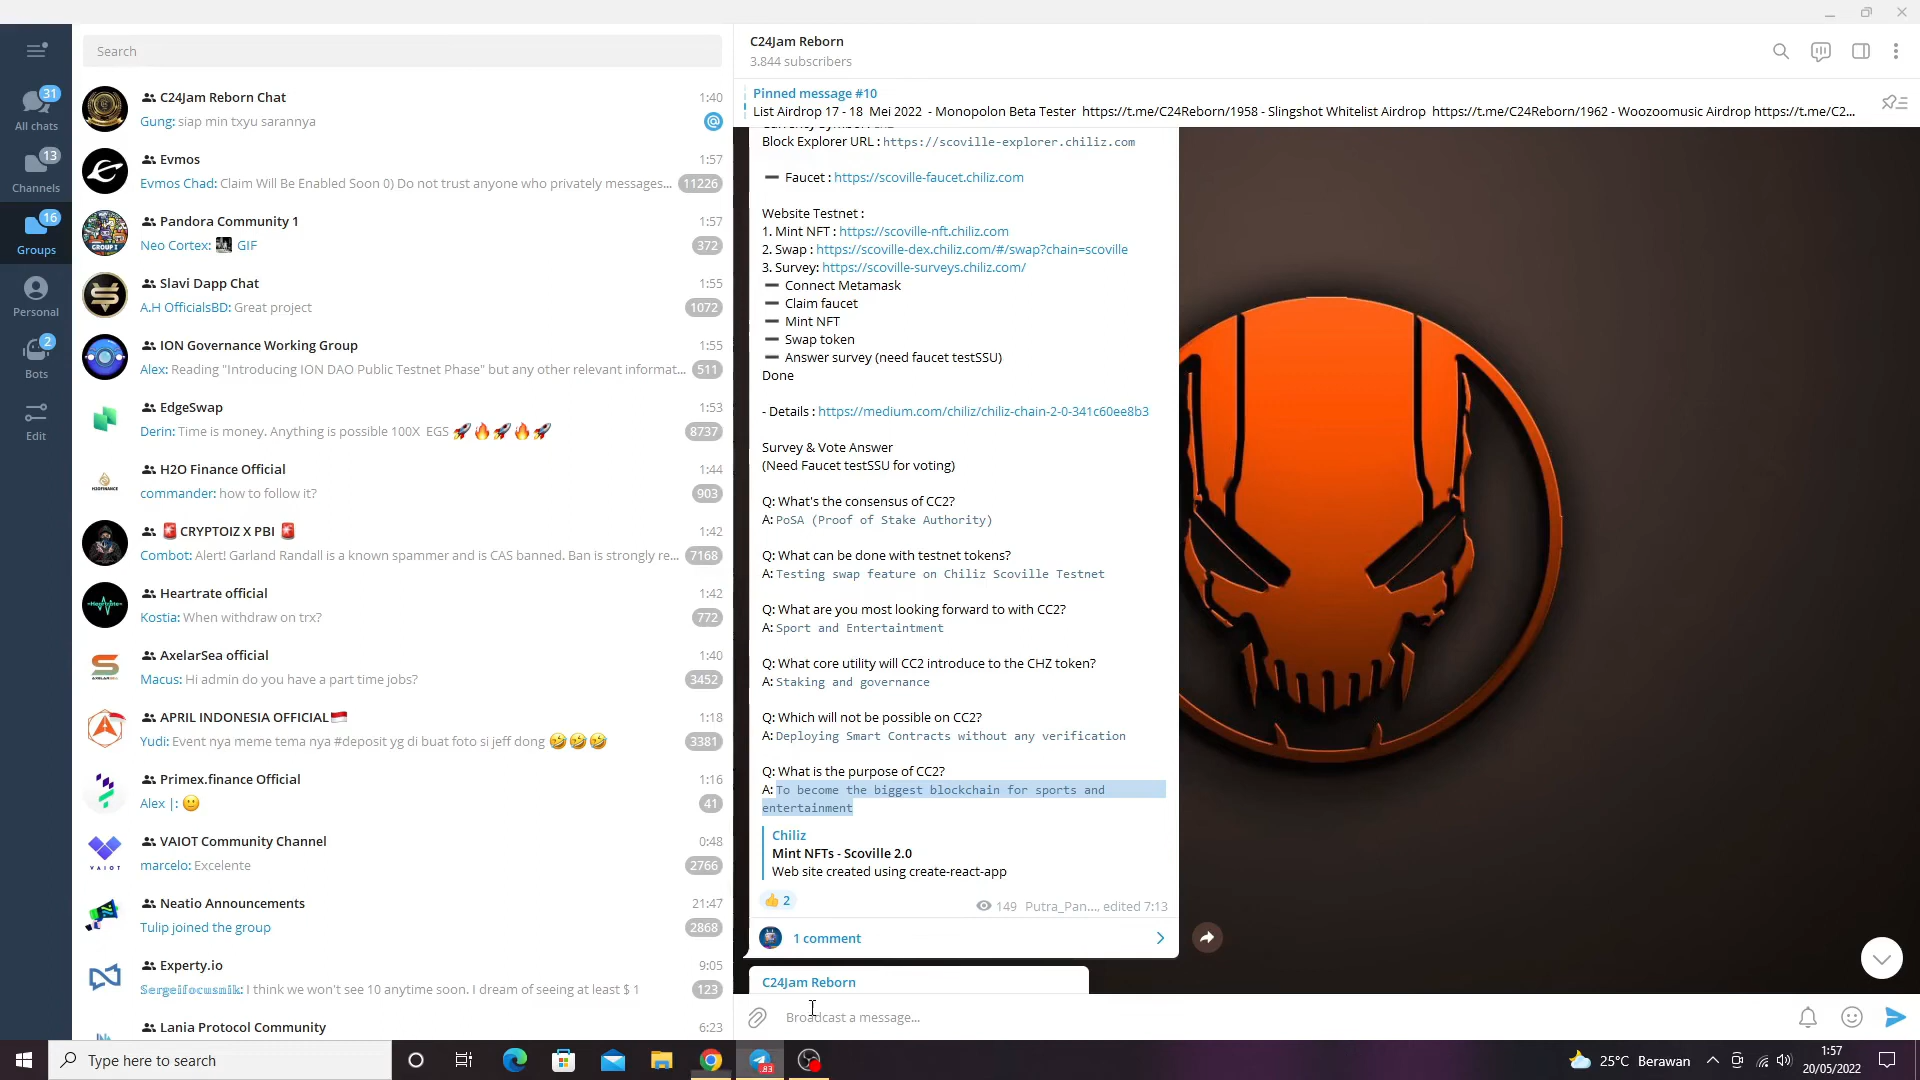 Search
C24Jam Reborn
3.844 subscribers
Pinned message #10
List Airdrop 17 - 18 Mei 2022 - Monopolon Beta Tester https://t.me/C24Reborn/1958 - Slingshot Whitelist Airdrop https://t.me/C24Reborn/1962 - Woozoomusic Airdrop https://t.me/C2...
31
All chats
13
Channels
16
Groups
Personal
2
Bots
Edit
C24Jam Reborn Chat
1:40
Gung: siap min txyu sarannya
@
Evmos
1:57
Evmos Chad: Claim Will Be Enabled Soon 0) Do not trust anyone who privately messages...
11226
Pandora Community 1
1:57
Neo Cortex: GIF
372
Slavi Dapp Chat
1:55
A.H OfficialsBD: Great project
1072
ION Governance Working Group
1:55
Alex: Reading "Introducing ION DAO Public Testnet Phase" but any other relevant informat...
511
EdgeSwap
1:53
Derin: Time is money. Anything is possible 100X EGS 🚀🔥🚀🔥🚀
8737
H2O Finance Official
1:44
commander: how to follow it?
903
🚨 CRYPTOIZ X PBI 🚨
1:42
Combot: Alert! Garland Randall is a known spammer and is CAS banned. Ban is strongly re...
7168
Heartrate official
1:42
Kostia: When withdraw on trx?
772
AxelarSea official
1:40
Macus: Hi admin do you have a part time jobs?
3452
APRIL INDONESIA OFFICIAL🇮🇩
1:18
Yudi: Event nya meme tema nya #deposit yg di buat foto si jeff dong 🤣🤣🤣
3381
Primex.finance Official
1:16
Alex |: 🙂
41
VAIOT Community Channel
0:48
marcelo: Excelente
2766
Neatio Announcements
21:47
Tulip joined the group
2868
Experty.io
9:05
𝕊𝕖𝕣𝕘𝕖𝕚𝕗𝕠𝕔𝕦𝕤𝕟𝕚𝕜: I think we won't see 10 anytime soon. I dream of seeing at least $ 1
123
Lania Protocol Community
6:23
Block Explorer URL : https://scoville-explorer.chiliz.com
➖ Faucet : https://scoville-faucet.chiliz.com
Website Testnet :
1. Mint NFT : https://scoville-nft.chiliz.com
2. Swap : https://scoville-dex.chiliz.com/#/swap?chain=scoville
3. Survey: https://scoville-surveys.chiliz.com/
➖ Connect Metamask
➖ Claim faucet
➖ Mint NFT
➖ Swap token
➖ Answer survey (need faucet testSSU)
Done
- Details : https://medium.com/chiliz/chiliz-chain-2-0-341c60ee8b3
Survey & Vote Answer
(Need Faucet testSSU for voting)
Q: What's the consensus of CC2?
A: PoSA (Proof of Stake Authority)
Q: What can be done with testnet tokens?
A: Testing swap feature on Chiliz Scoville Testnet
Q: What are you most looking forward to with CC2?
A: Sport and Entertaintment
Q: What core utility will CC2 introduce to the CHZ token?
A: Staking and governance
Q: Which will not be possible on CC2?
A: Deploying Smart Contracts without any verification
Q: What is the purpose of CC2?
A: To become the biggest blockchain for sports and
entertainment
Chiliz
Mint NFTs - Scoville 2.0
Web site created using create-react-app
👍 2
149 Putra_Pan..., edited 7:13
1 comment
C24Jam Reborn
Broadcast a message...
Type here to search
83
25°C Berawan
1:57
20/05/2022